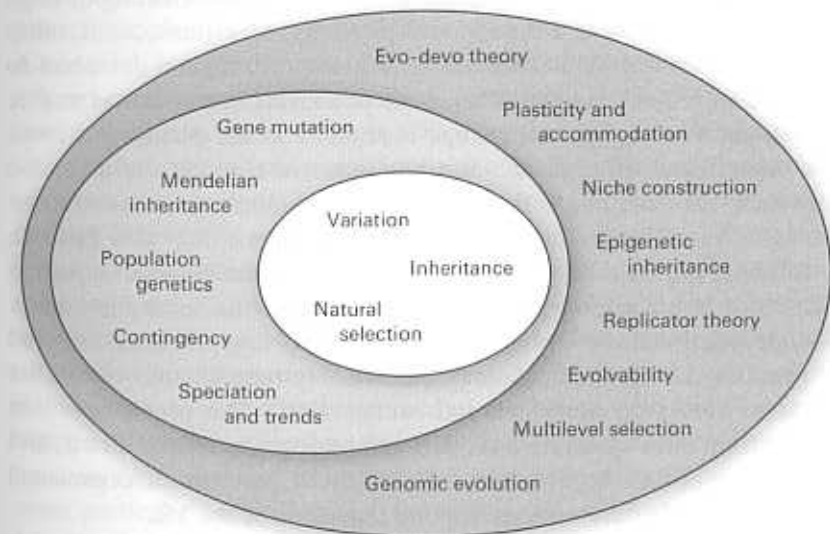 Evo-devo theory
Plasticity and
accommodation
Niche construction
Epigenetic
inheritance
Replicator theory
Evolvability
Multilevel selection
Genomic evolution
Gene mutation
Mendelian
inheritance
Population
genetics
Contingency
Speciation
and trends
Variation
Inheritance
Natural
selection